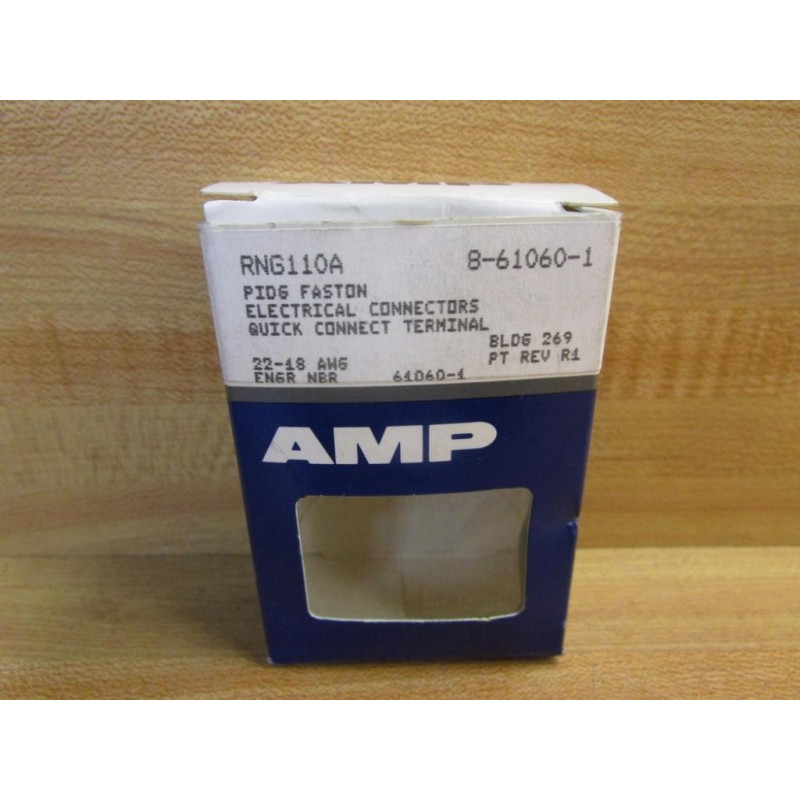 RNG110A 8-61060-1
PIDG FASTON
ELECTRICAL CONNECTORS
QUICK CONNECT TERMINAL
BLDG 269
22-18 AWG PT REV R1
ENGR NBR 61060-1
AMP